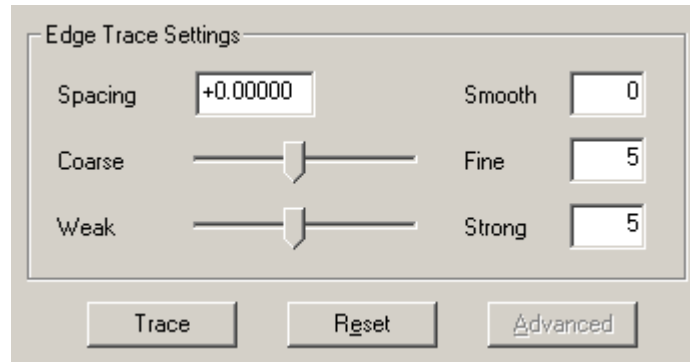 Edge Trace Settings
Spacing +0.00000 Smooth 0
Coarse Fine 5
Weak Strong 5
Trace Reset Advanced